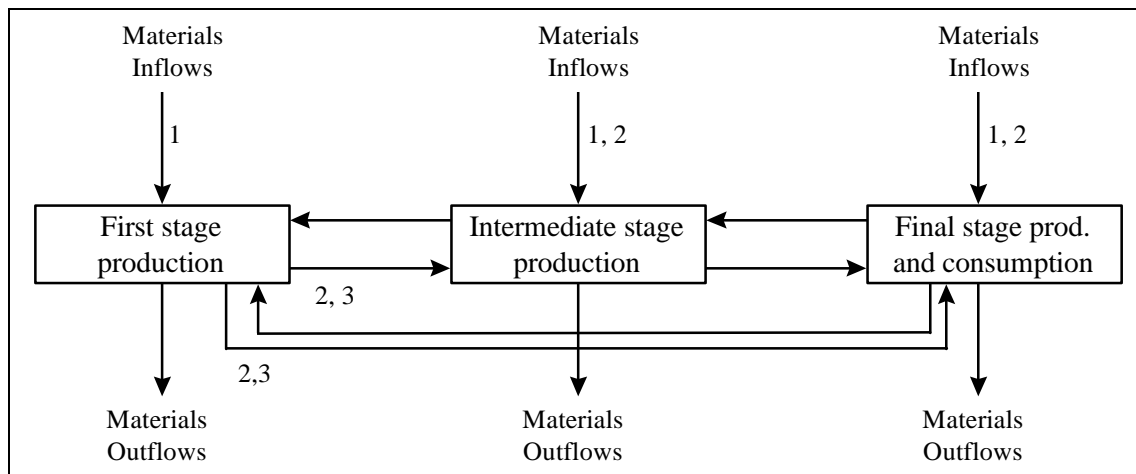 Materials
Inflows
Materials
Inflows
Materials
Inflows
1
1, 2
1, 2
First stage
production
Intermediate stage
production
Final stage prod.
and consumption
2, 3
2,3
Materials
Outflows
Materials
Outflows
Materials
Outflows